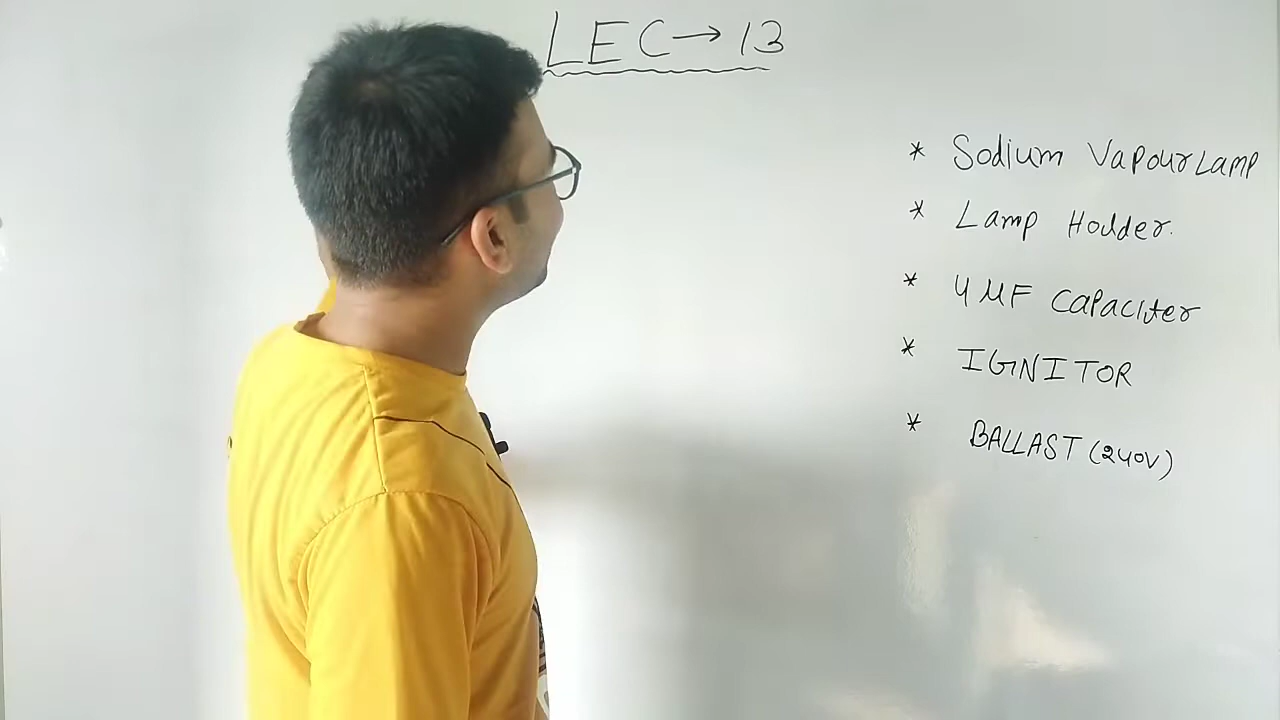 LEC→13
* Sodium Vapour Lamp
* Lamp Holder.
* 4 MF Capaciter
* IGNITOR
* BALLAST (240V)